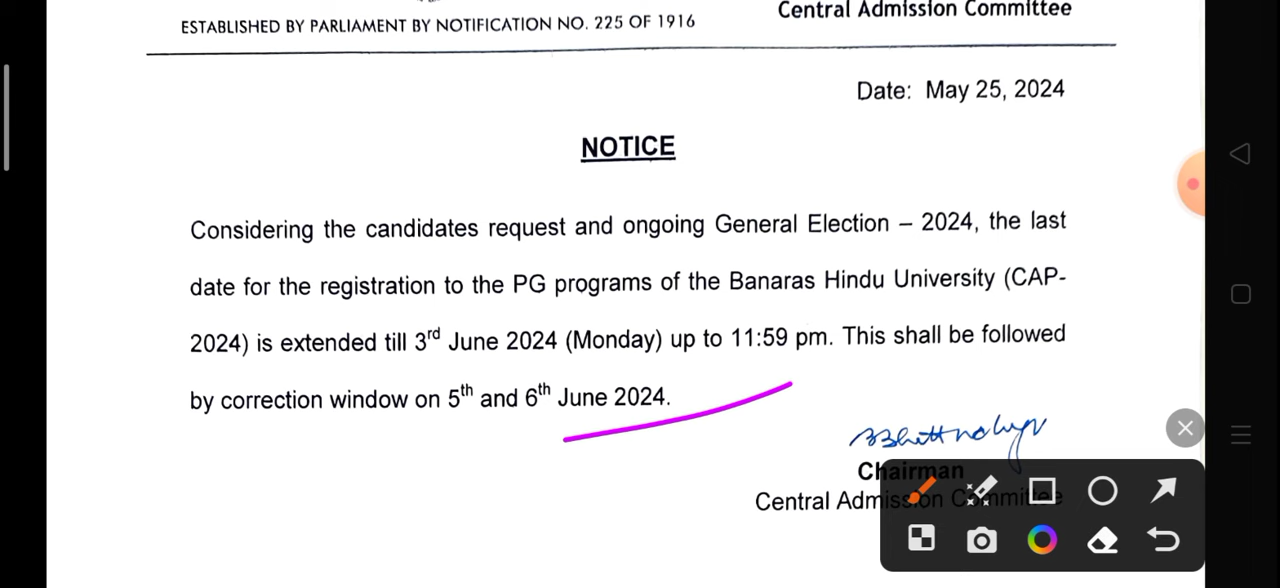 ESTABLISHED BY PARLIAMENT BY NOTIFICATION NO. 225 OF 1916
Central Admission Committee
Date: May 25, 2024
NOTICE
Considering the candidates request and ongoing General Election – 2024, the last
date for the registration to the PG programs of the Banaras Hindu University (CAP-
2024) is extended till 3rd June 2024 (Monday) up to 11:59 pm. This shall be followed
by correction window on 5th and 6th June 2024.
Chairman
Central Admission Committee